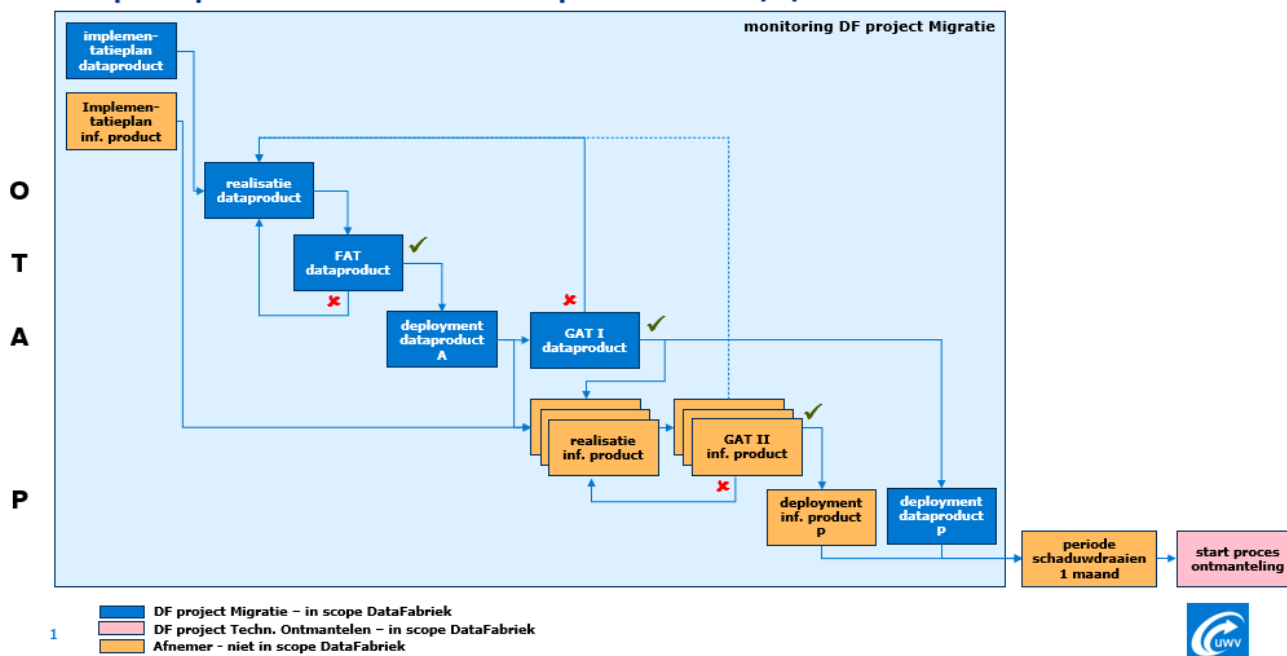 monitoring DF project Migratie
implemen-
tatieplan
dataproduct
Implemen-
tatieplan
inf. product
O
realisatie
dataproduct
T
FAT
dataproduct
A
deployment
dataproduct
A
GAT I
dataproduct
realisatie
inf. product
GAT II
inf. product
P
deployment
inf. product
P
deployment
dataproduct
P
periode
schaduwdraaien
1 maand
start proces
ontmanteling
DF project Migratie – in scope DataFabriek
DF project Techn. Ontmantelen – in scope DataFabriek
Afnemer - niet in scope DataFabriek
1
UWV